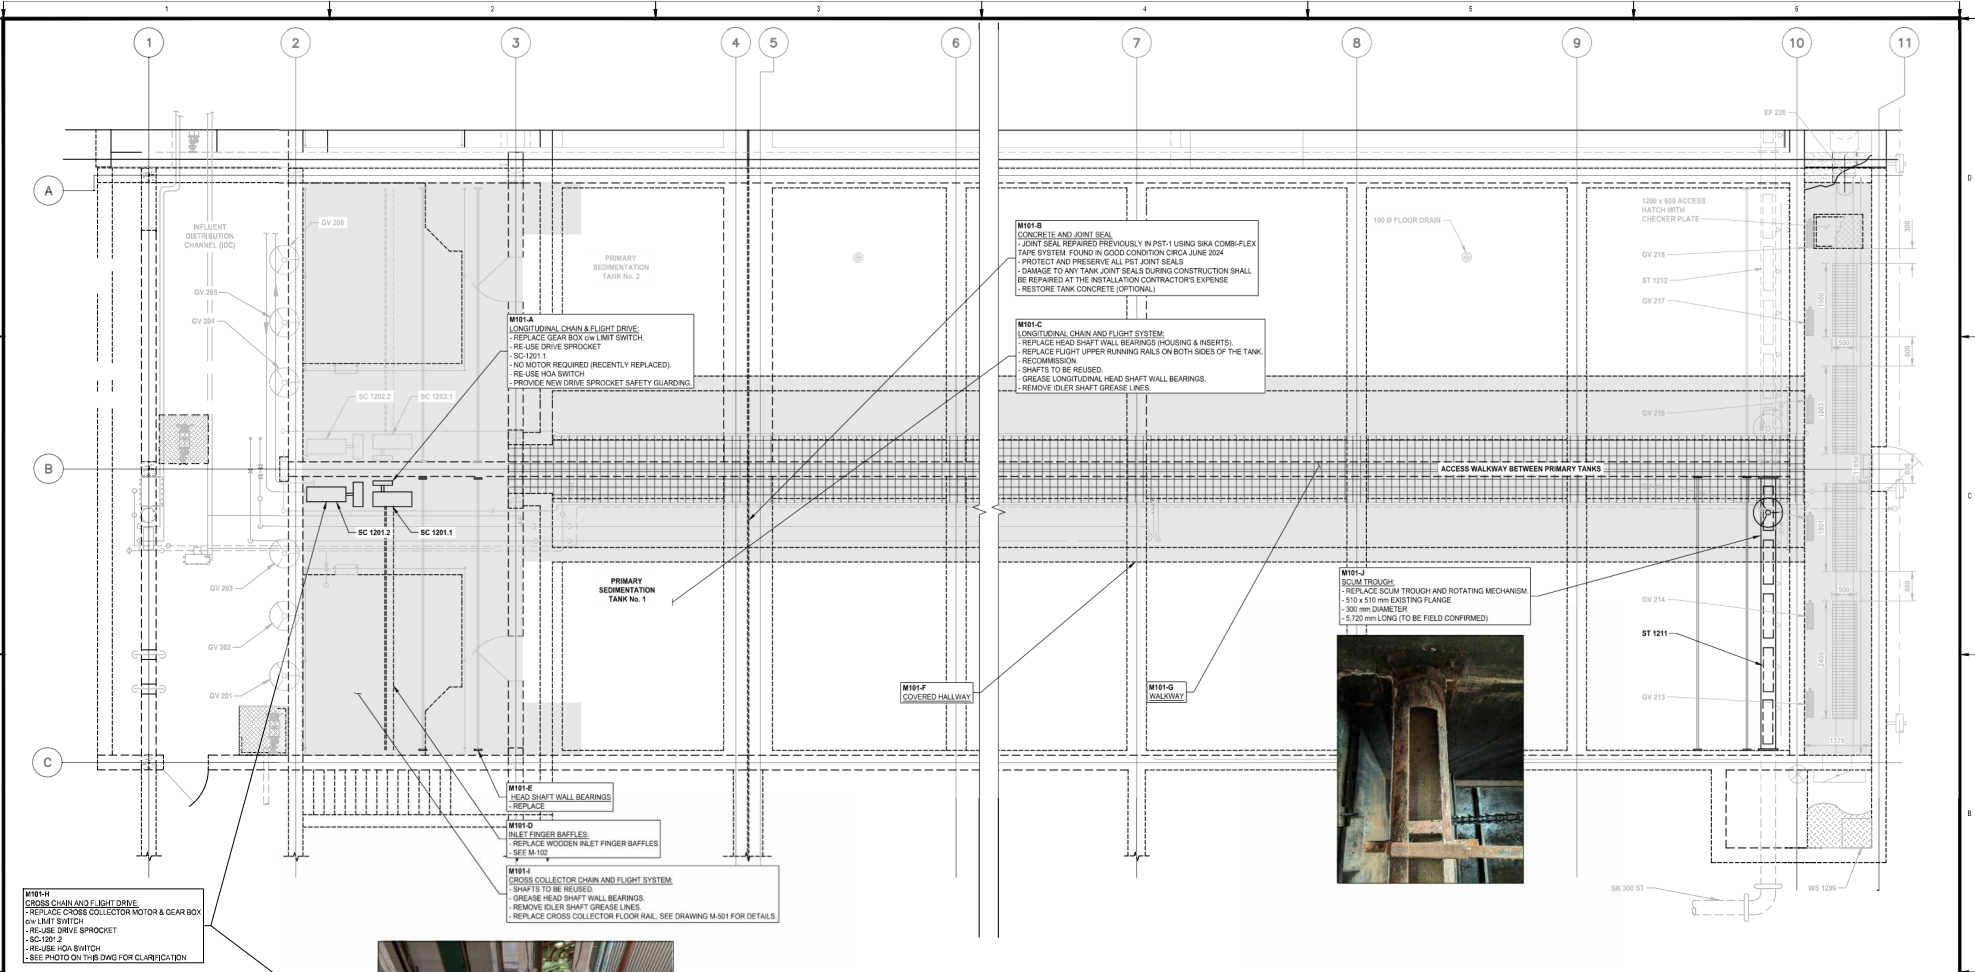 1
2
3
4
5
6
1
2
3
4
5
6
7
8
9
10
11
EF 220
A
D
GV 206
INFLUENT
DISTRIBUTION
CHANNEL (IDC)
PRIMARY
SEDIMENTATION
TANK No. 2
GV 205
GV 204
M101-A
LONGITUDINAL CHAIN & FLIGHT DRIVE:
- REPLACE GEAR BOX c/w LIMIT SWITCH.
- RE-USE DRIVE SPROCKET
- SC-1201.1.
- NO MOTOR REQUIRED (RECENTLY REPLACED).
- RE-USE HOA SWITCH
- PROVIDE NEW DRIVE SPROCKET SAFETY GUARDING.
M101-B
CONCRETE AND JOINT SEAL
- JOINT SEAL REPAIRED PREVIOUSLY IN PST-1 USING SIKA COMBI-FLEX
TAPE SYSTEM. FOUND IN GOOD CONDITION CIRCA JUNE 2024
- PROTECT AND PRESERVE ALL PST JOINT SEALS
- DAMAGE TO ANY TANK JOINT SEALS DURING CONSTRUCTION SHALL
BE REPAIRED AT THE INSTALLATION CONTRACTOR'S EXPENSE
- RESTORE TANK CONCRETE (OPTIONAL)
M101-C
LONGITUDINAL CHAIN AND FLIGHT SYSTEM:
- REPLACE HEAD SHAFT WALL BEARINGS (HOUSING & INSERTS).
- REPLACE FLIGHT UPPER RUNNING RAILS ON BOTH SIDES OF THE TANK.
- RECOMMISSION.
- SHAFTS TO BE REUSED.
- GREASE LONGITUDINAL HEAD SHAFT WALL BEARINGS.
- REMOVE IDLER SHAFT GREASE LINES.
100 Ø FLOOR DRAIN
1200 x 600 ACCESS
HATCH WITH
CHECKER PLATE
GV 218
ST 1212
GV 217
GV 216
300
1500
500
600
1603
SC 1202.2
SC 1202.1
B
ACCESS WALKWAY BETWEEN PRIMARY TANKS
600
C
SC 1201.2
SC 1201.1
1801
GV 203
PRIMARY
SEDIMENTATION
TANK No. 1
M101-J
SCUM TROUGH:
- REPLACE SCUM TROUGH AND ROTATING MECHANISM.
- 510 x 510 mm EXISTING FLANGE
- 300 mm DIAMETER
- 5,720 mm LONG (TO BE FIELD CONFIRMED)
500
600
GV 214
ST 1211
GV 202
2400
GV 201
M101-F
COVERED HALLWAY
M101-G
WALKWAY
GV 213
1375
C
M101-E
HEAD SHAFT WALL BEARINGS
- REPLACE
M101-D
INLET FINGER BAFFLES:
- REPLACE WOODEN INLET FINGER BAFFLES
- SEE M-102
B
M101-I
CROSS COLLECTOR CHAIN AND FLIGHT SYSTEM:
- SHAFTS TO BE REUSED.
- GREASE HEAD SHAFT WALL BEARINGS.
- REMOVE IDLER SHAFT GREASE LINES.
- REPLACE CROSS COLLECTOR FLOOR RAIL, SEE DRAWING M-501 FOR DETAILS.
SK 300 ST
WS 1299
M101-H
CROSS CHAIN AND FLIGHT DRIVE:
- REPLACE CROSS COLLECTOR MOTOR & GEAR BOX
c/w LIMIT SWITCH
- RE-USE DRIVE SPROCKET
- SC-1201.2
- RE-USE HOA SWITCH
- SEE PHOTO ON THIS DWG FOR CLARIFICATION